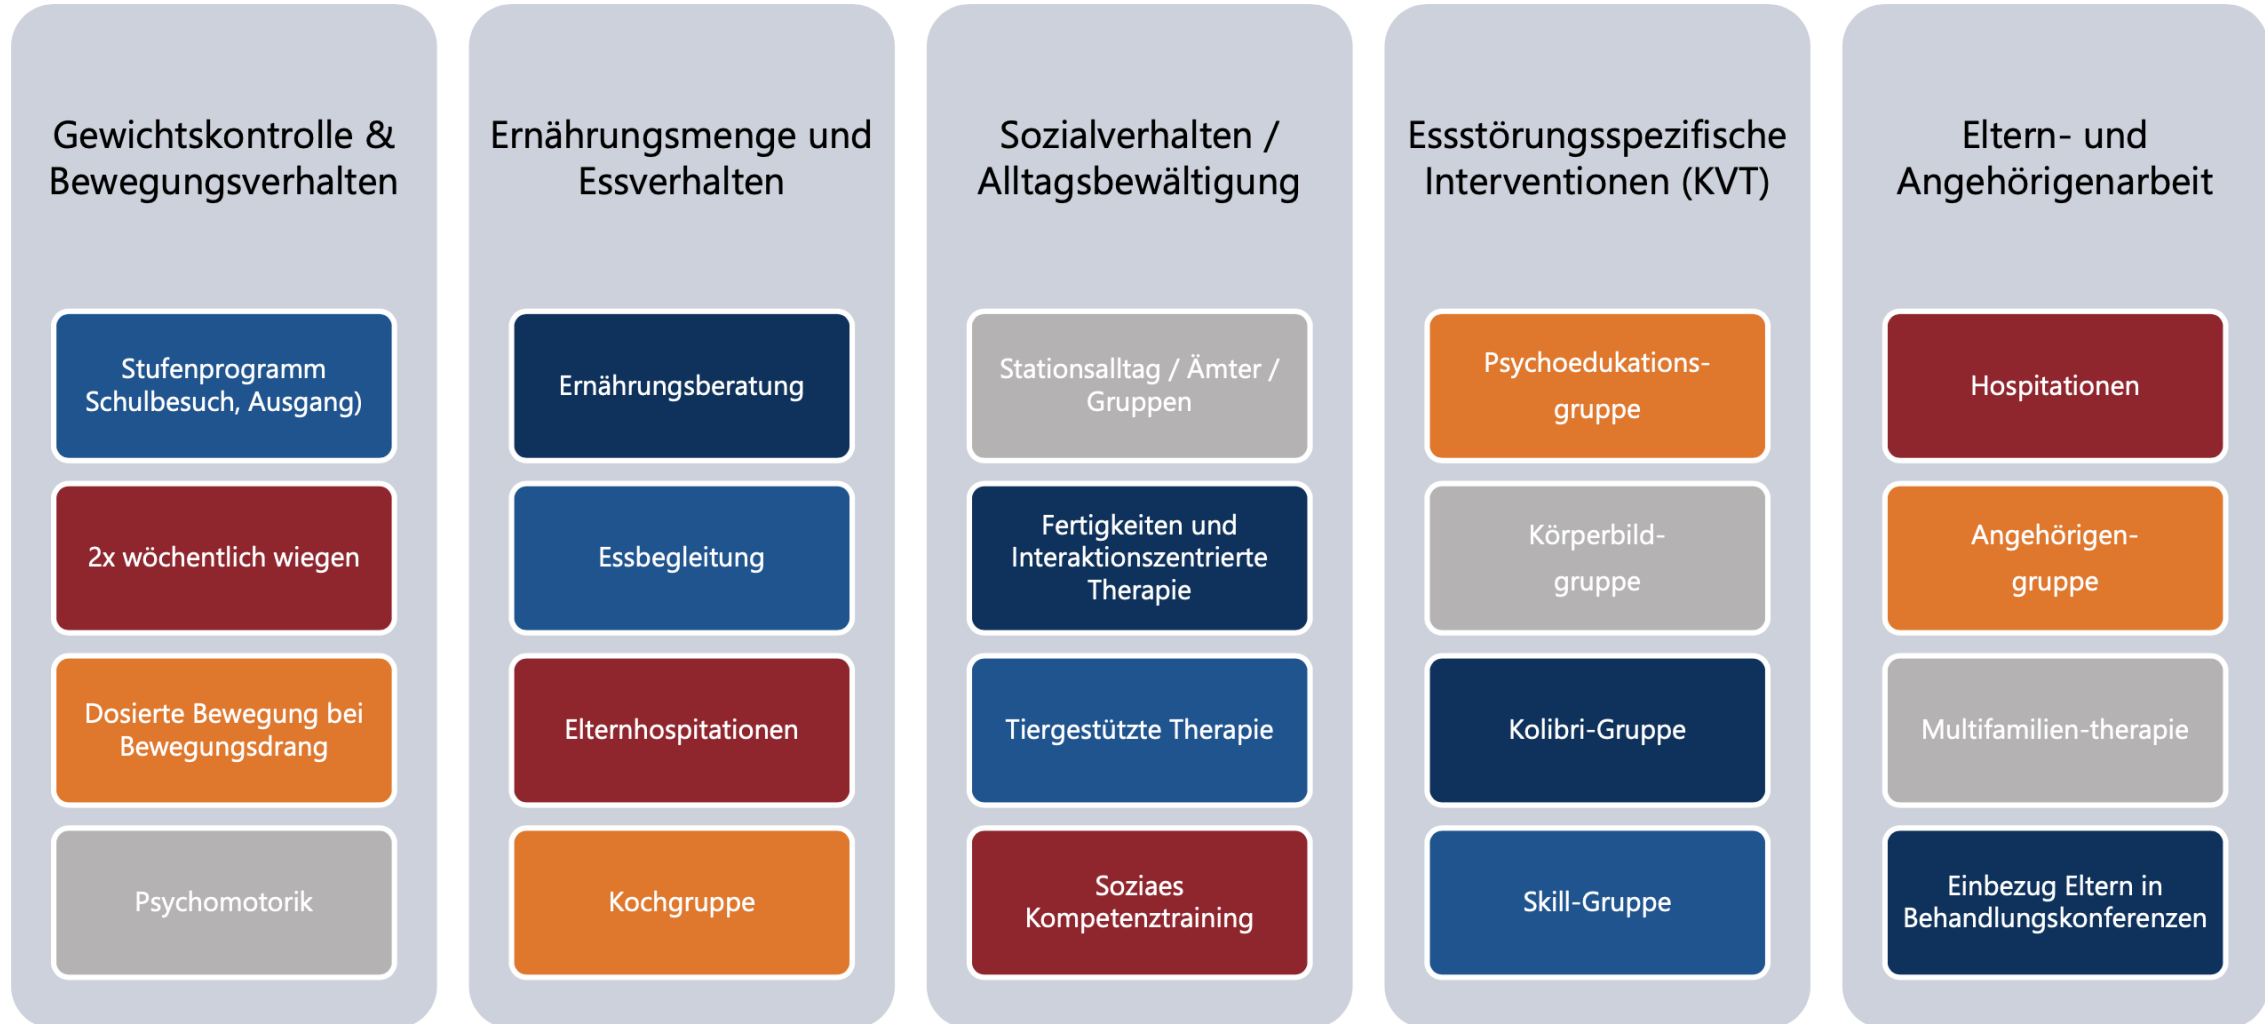 Gewichtskontrolle &
Bewegungsverhalten
Stufenprogramm
Schulbesuch, Ausgang)
2x wöchentlich wiegen
Dosierte Bewegung bei
Bewegungsdrang
Psychomotorik
Ernährungsmenge und
Essverhalten
Ernährungsberatung
Essbegleitung
Elternhospitationen
Kochgruppe
Sozialverhalten /
Alltagsbewältigung
Stationsalltag / Ämter /
Gruppen
Fertigkeiten und
Interaktionszentrierte
Therapie
Tiergestützte Therapie
Soziaes
Kompetenztraining
Essstörungsspezifische
Interventionen (KVT)
Psychoedukations-
gruppe
Körperbild-
gruppe
Kolibri-Gruppe
Skill-Gruppe
Eltern- und
Angehörigenarbeit
Hospitationen
Angehörigen-
gruppe
Multifamilien-therapie
Einbezug Eltern in
Behandlungskonferenzen